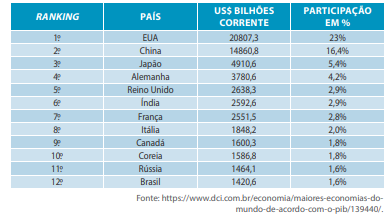 RANKING PAÍS US$ BILHÕES CORRENTE PARTICIPAÇÃO EM %
1º EUA 20807,3 23%
2º China 14860,8 16,4%
3º Japão 4910,6 5,4%
4º Alemanha 3780,6 4,2%
5º Reino Unido 2638,3 2,9%
6º Índia 2592,6 2,9%
7º França 2551,5 2,8%
8º Itália 1848,2 2,0%
9º Canadá 1600,3 1,8%
10º Coreia 1586,8 1,8%
11º Rússia 1464,1 1,6%
12º Brasil 1420,6 1,6%
Fonte: https://www.dci.com.br/economia/maiores-economias-do-
mundo-de-acordo-com-o-pib/139440/.